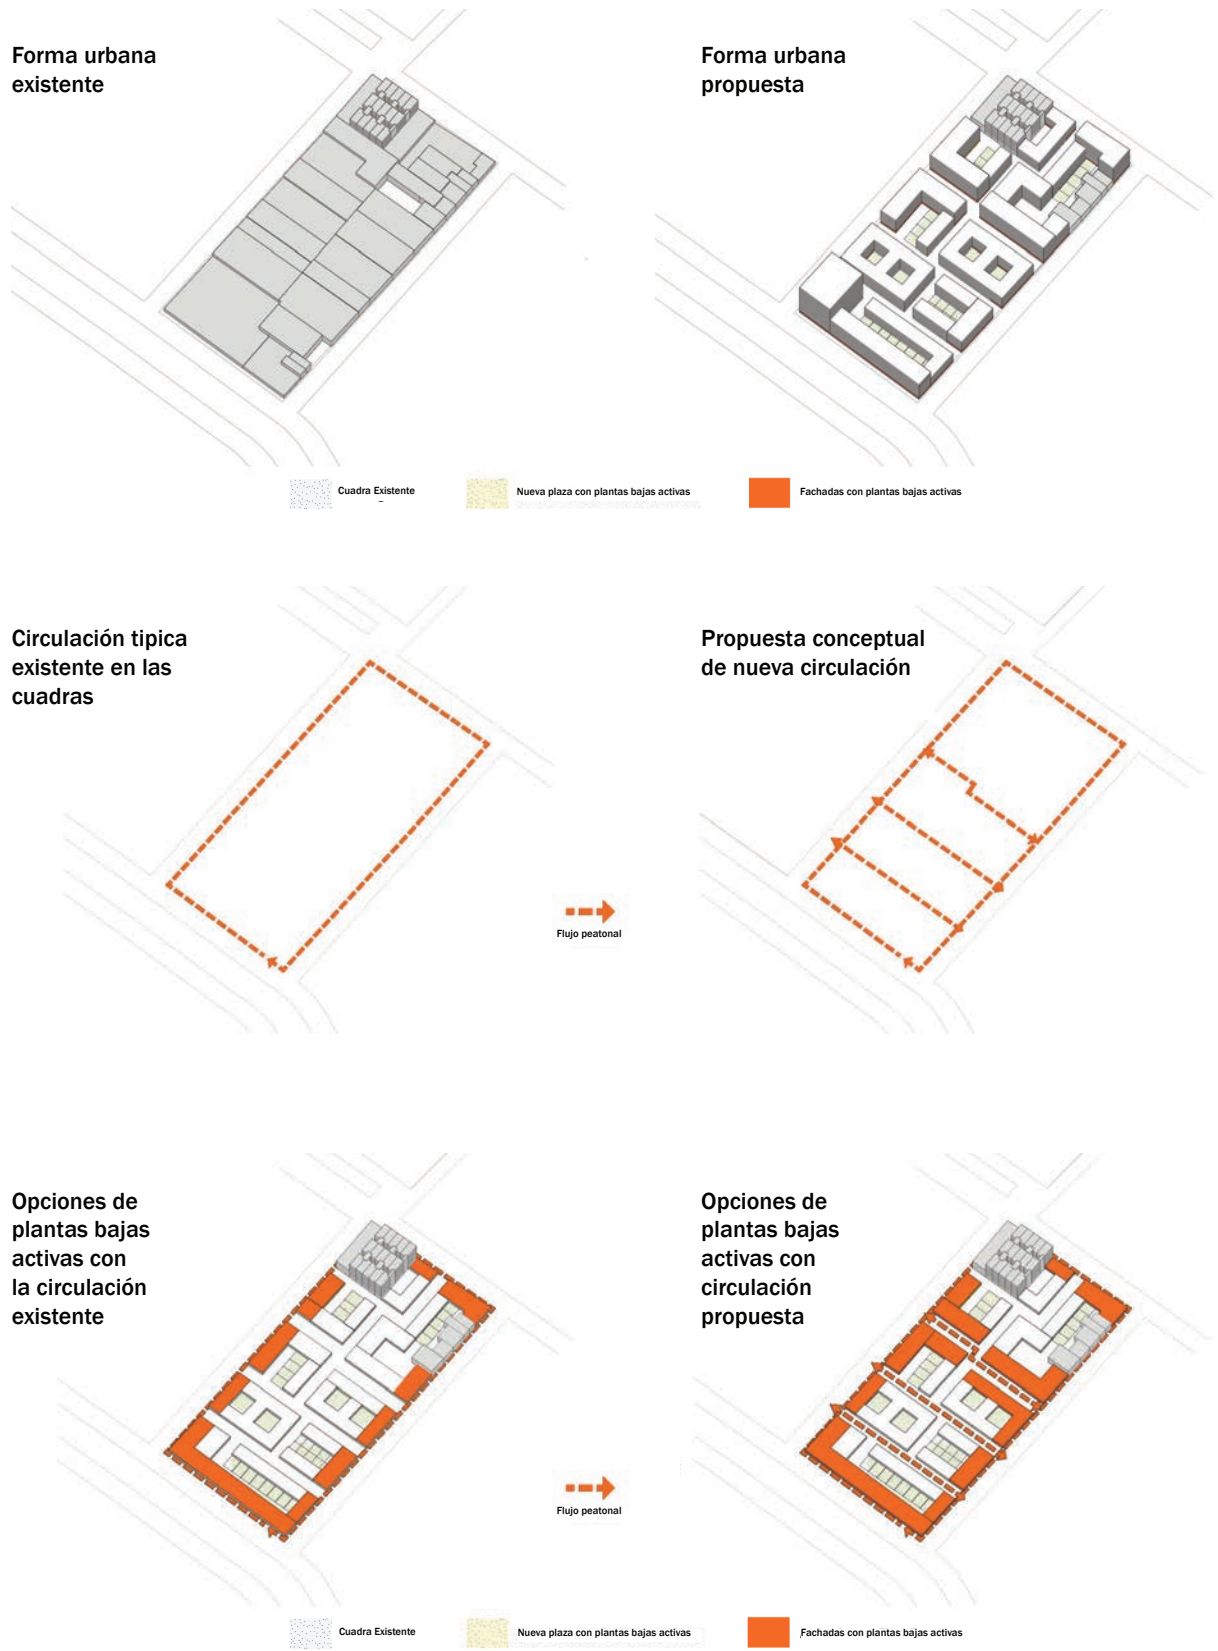 Forma urbana
existente
Forma urbana
propuesta
Cuadra Existente
Nueva plaza con plantas bajas activas
Fachadas con plantas bajas activas
Circulación tipica
existente en las
cuadras
Propuesta conceptual
de nueva circulación
Flujo peatonal
Opciones de
plantas bajas
activas con
la circulación
existente
Opciones de
plantas bajas
activas con
circulación
propuesta
Flujo peatonal
Cuadra Existente
Nueva plaza con plantas bajas activas
Fachadas con plantas bajas activas